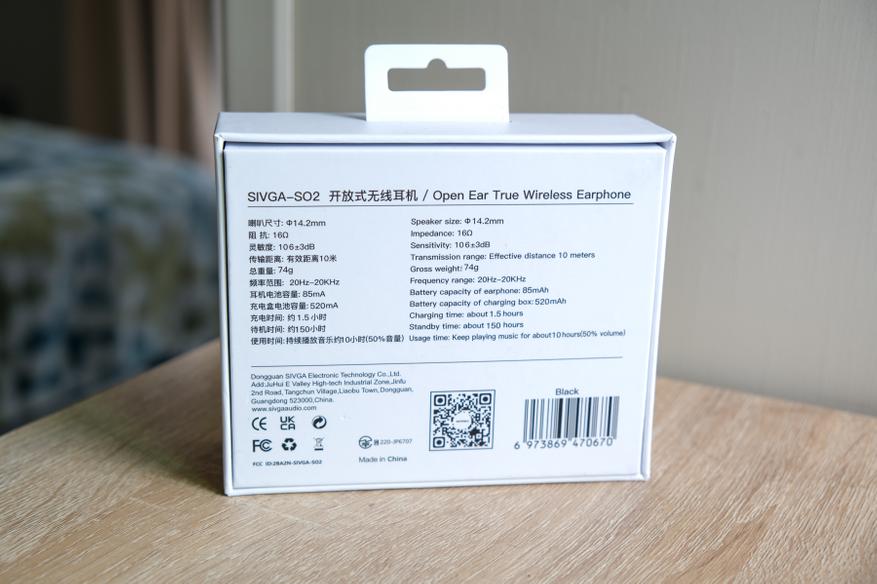 SIVGA-SO2 开放式无线耳机 / Open Ear True Wireless Earphone
喇叭尺寸: Φ14.2mm
阻 抗: 16Ω
灵敏度: 106±3dB
传输距离: 有效距离10米
总重量: 74g
频率范围: 20Hz-20KHz
耳机电池容量: 85mA
充电盒电池容量: 520mA
充电时间: 约 1.5 小时
待机时间: 约150小时
使用时间: 持续播放音乐约10小时(50%音量)
Speaker size: Φ14.2mm
Impedance: 16Ω
Sensitivity: 106±3dB
Transmission range: Effective distance 10 meters
Gross weight: 74g
Frequency range: 20Hz-20KHz
Battery capacity of earphone: 85mAh
Battery capacity of charging box: 520mAh
Charging time: about 1.5 hours
Standby time: about 150 hours
Usage time: Keep playing music for about10 hours(50% volume)
Dongguan SIVGA Electronic Technology Co.,Ltd.
Add:JuHui E Valley High-tech Industrial Zone,Jinfu
2nd Road, Tangchun Village,Liaobu Town, Dongguan,
Guangdong 523000,China.
www.sivgaaudio.com
CE UK CA
FC
FCC ID:2BA2N-SIVGA-SO2
220-JP6707
Made in China
Black
6 973869 470670